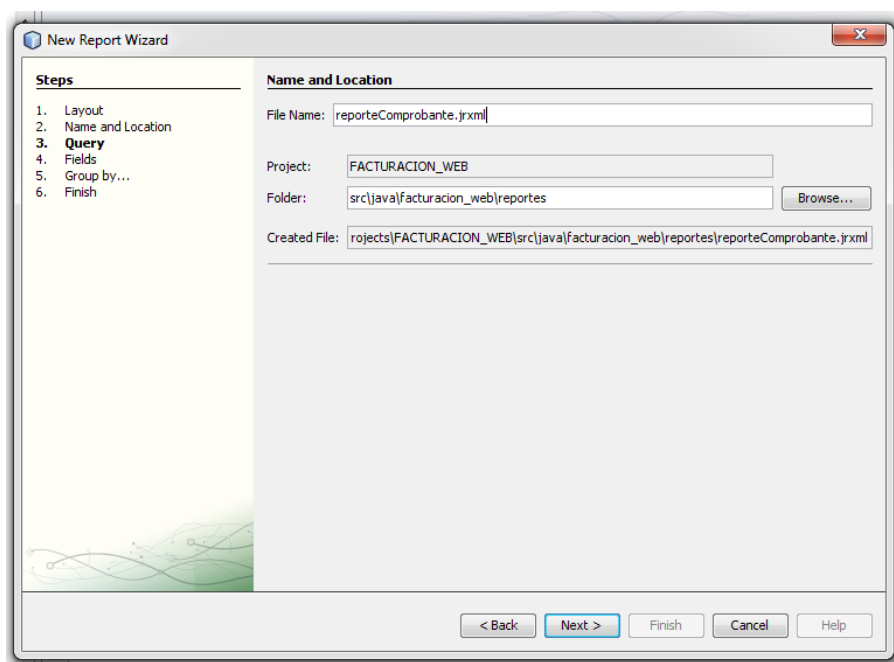 New Report Wizard
Steps
1. Layout
2. Name and Location
3. Query
4. Fields
5. Group by...
6. Finish
Name and Location
File Name: reporteComprobante.jrxml
Project: FACTURACION_WEB
Folder: src\java\facturacion_web\reportes Browse...
Created File: rojects\FACTURACION_WEB\src\java\facturacion_web\reportes\reporteComprobante.jrxml
< Back Next > Finish Cancel Help